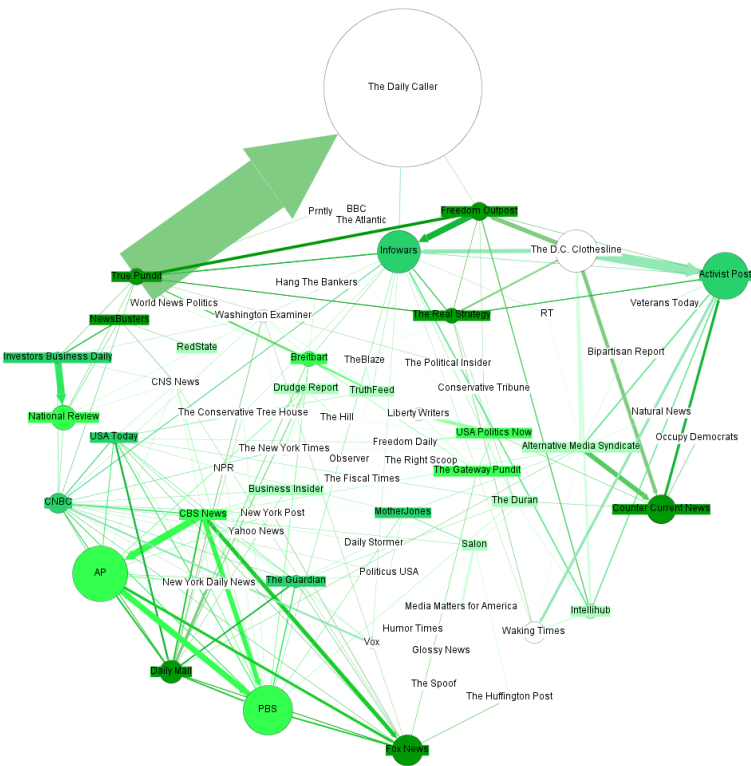 The Daily Caller
Prntly
BBC
The Atlantic
Freedom Outpost
Infowars
The D.C. Clothesline
Activist Post
True Pundit
Hang The Bankers
World News Politics
Washington Examiner
The Real Strategy
RT
Veterans Today
NewsBusters
RedState
Investors Business Daily
Breitbart
TheBlaze
The Political Insider
Bipartisan Report
CNS News
Drudge Report
TruthFeed
Conservative Tribune
National Review
The Conservative Tree House
The Hill
Liberty Writers
Natural News
USA Today
Freedom Daily
USA Politics Now
Occupy Democrats
The New York Times
Observer
The Right Scoop
Alternative Media Syndicate
NPR
The Fiscal Times
The Gateway Pundit
CNBC
Business Insider
The Duran
CBS News
New York Post
MotherJones
Counter Current News
Yahoo News
Daily Stormer
Salon
AP
New York Daily News
The Guardian
Politicus USA
Media Matters for America
Intellihub
Humor Times
Waking Times
Vox
Glossy News
Daily Mail
The Spoof
The Huffington Post
PBS
Fox News